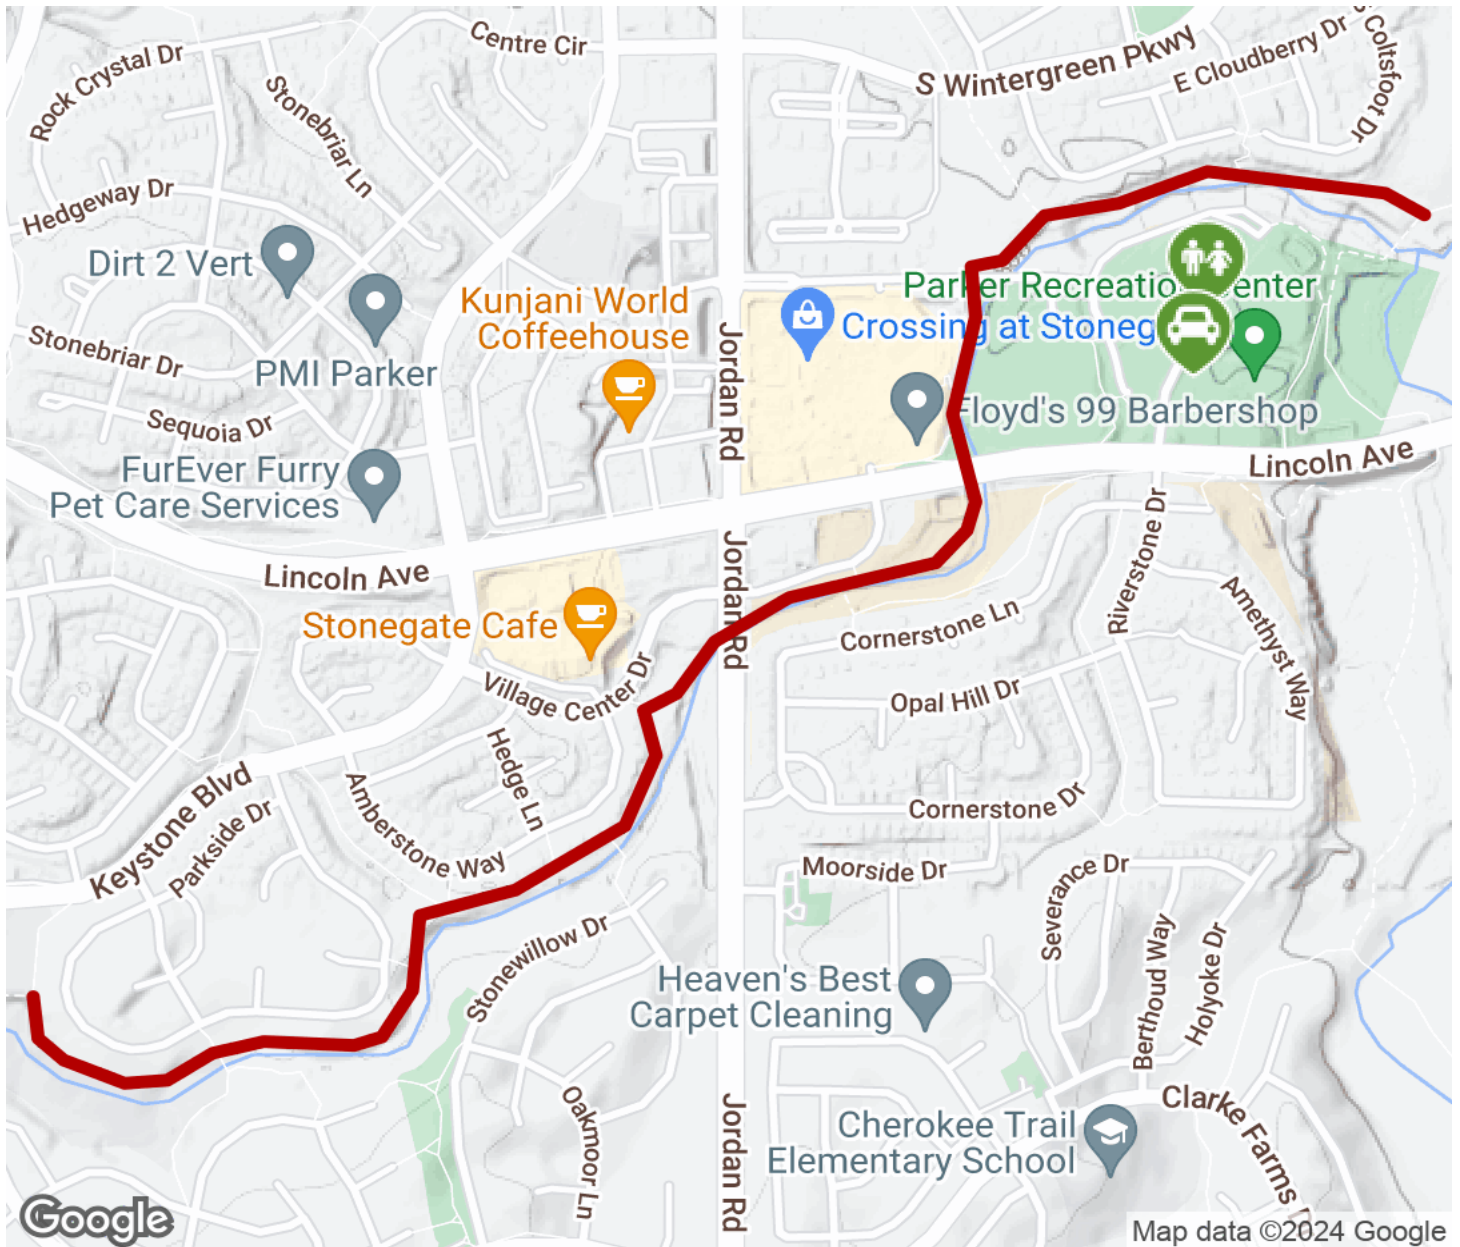 Centre Cir
S Wintergreen Pkwy
E Cloudberry Dr
Coltsfoot Dr
Rock Crystal Dr
Stonebriar Ln
Hedgeway Dr
Dirt 2 Vert
Kunjani World
Coffeehouse
Parker Recreation Center
Crossing at Stoneg
Jordan Rd
Stonebriar Dr
PMI Parker
Sequoia Dr
Floyd's 99 Barbershop
Lincoln Ave
FurEver Furry
Pet Care Services
Lincoln Ave
Jordan Rd
Riverstone Dr
Amethyst Way
Stonegate Cafe
Cornerstone Ln
Village Center Dr
Opal Hill Dr
Hedge Ln
Keystone Blvd
Parkside Dr
Amberstone Way
Cornerstone Dr
Moorside Dr
Severance Dr
Stonewillow Dr
Berthoud Way
Holyoke Dr
Heaven's Best
Carpet Cleaning
Oakmoor Ln
Jordan Rd
Cherokee Trail
Elementary School
Clarke Farms D
Google
Map data ©2024 Google